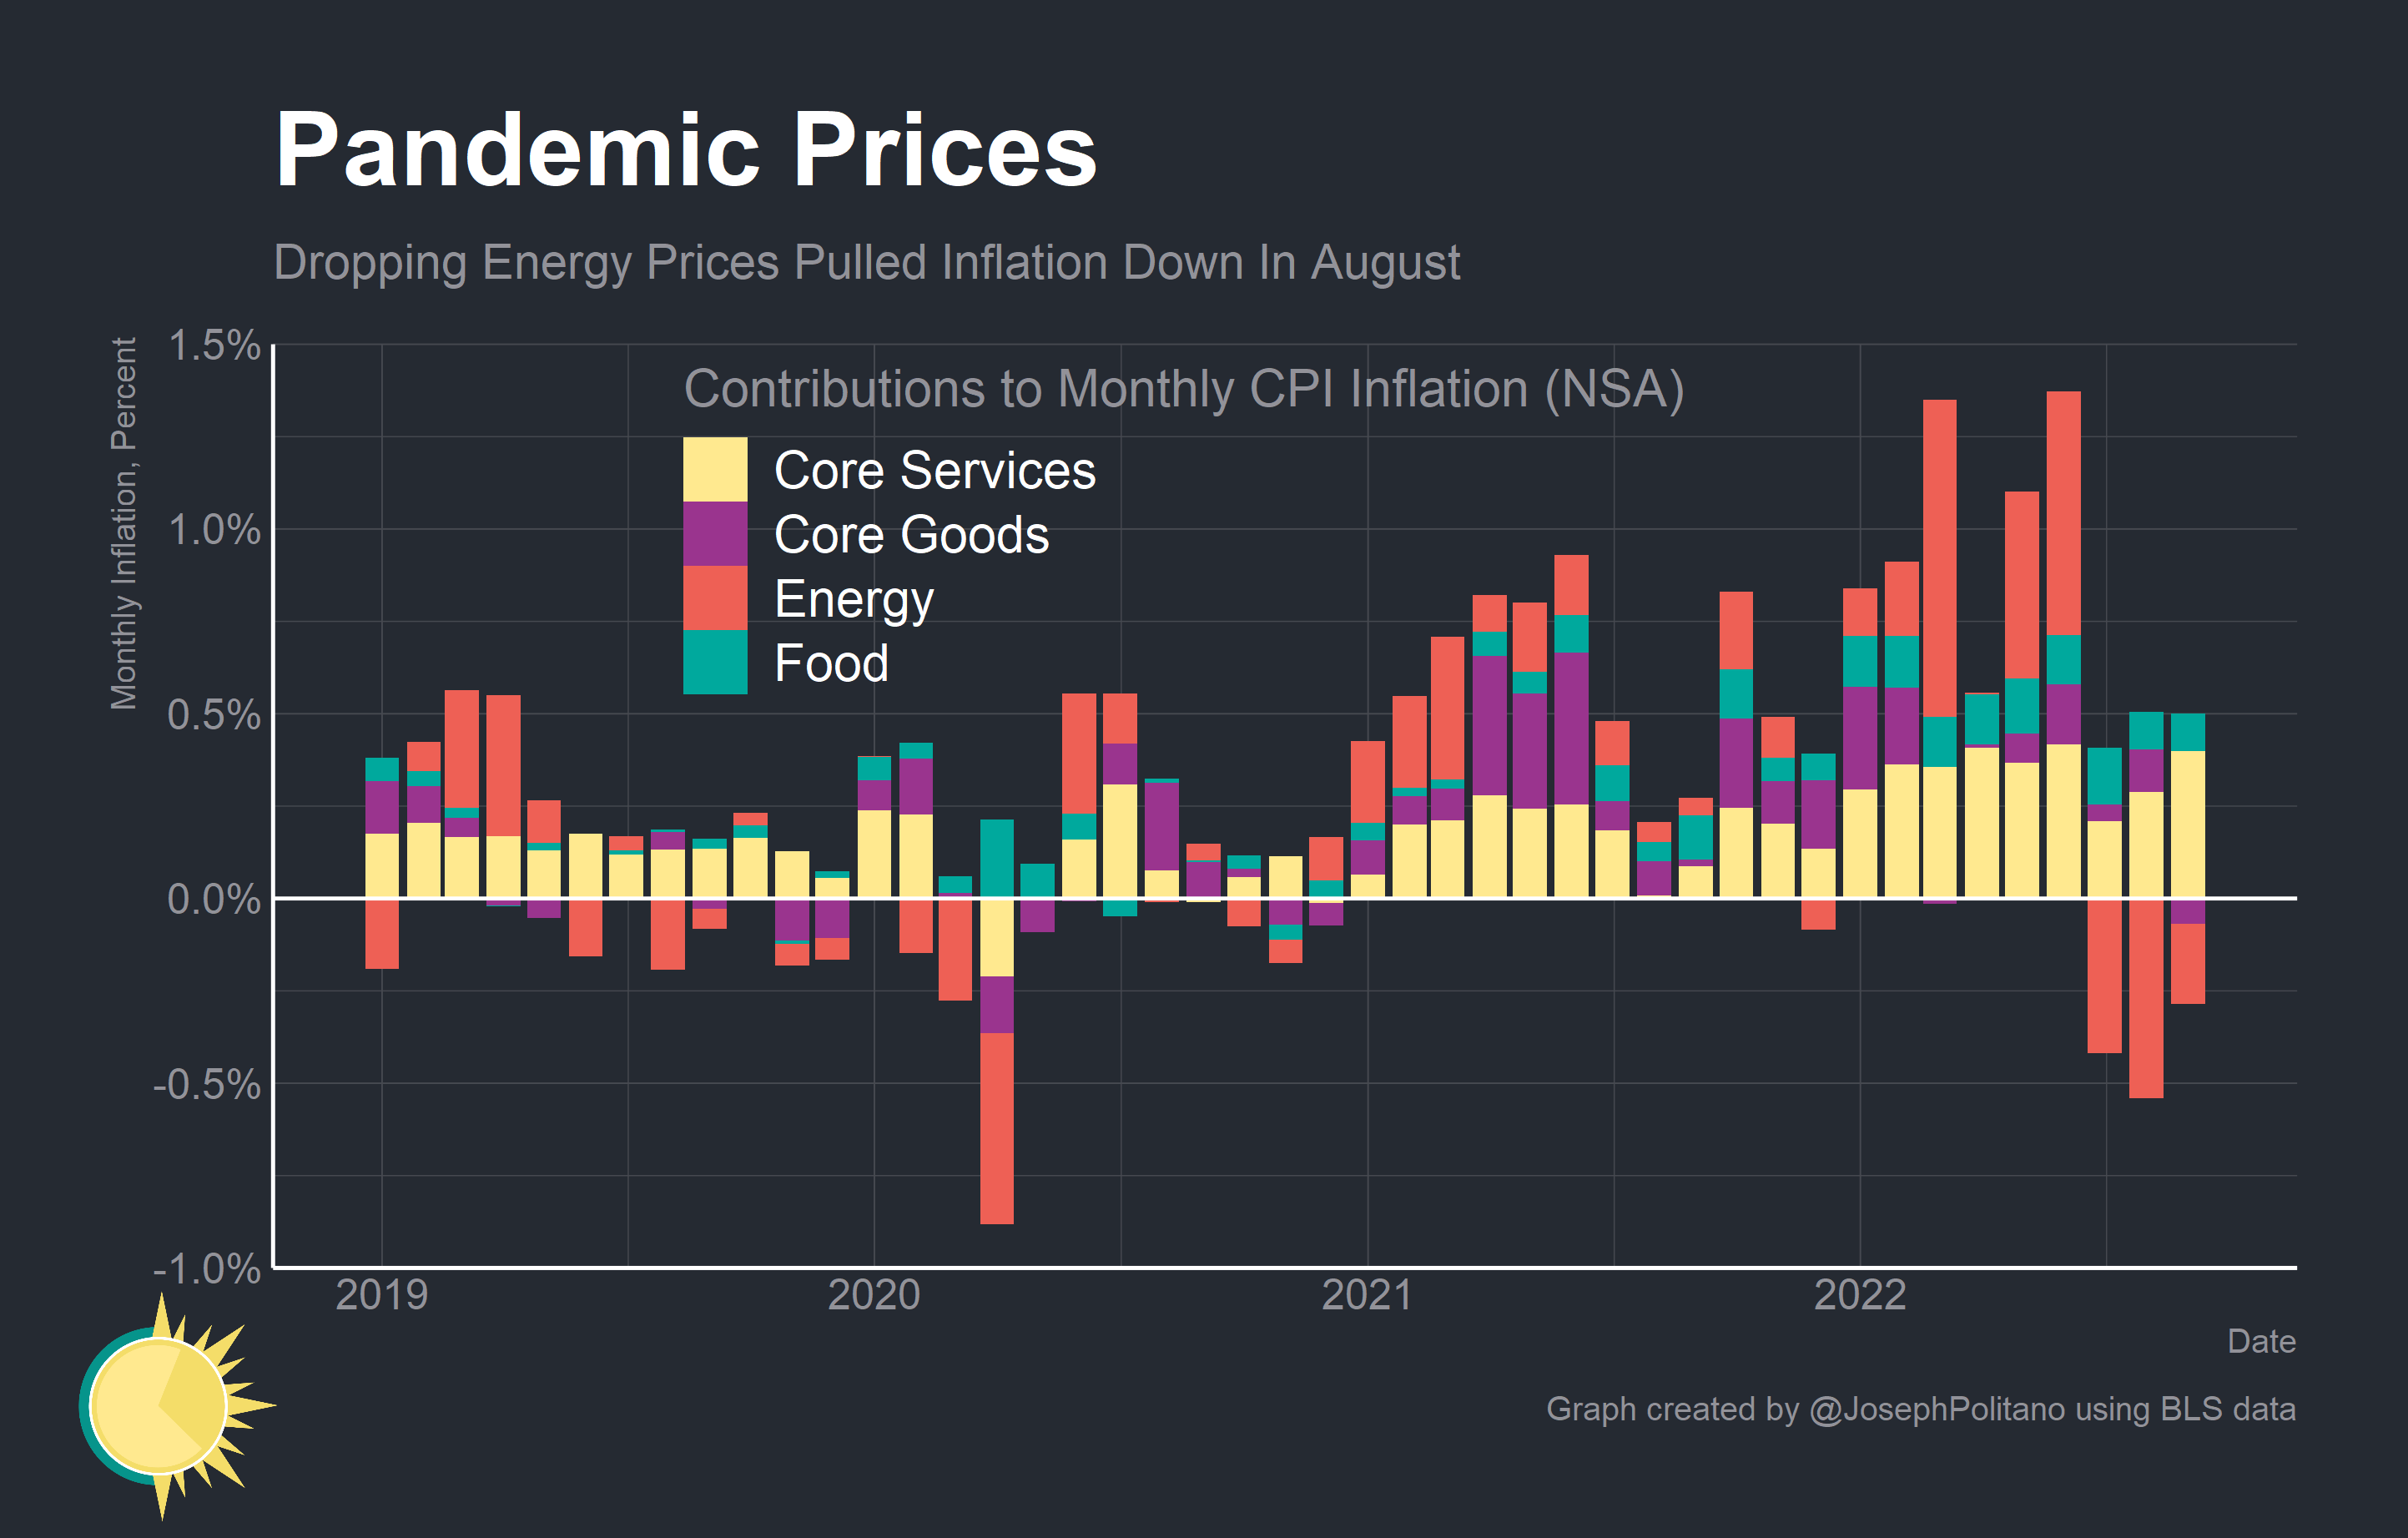 Pandemic Prices
Dropping Energy Prices Pulled Inflation Down In August
Monthly Inflation, Percent
1.5%
1.0%
0.5%
0.0%
-0.5%
-1.0%
Contributions to Monthly CPI Inflation (NSA)
Core Services
Core Goods
Energy
Food
2019
2020
2021
2022
Date
Graph created by @JosephPolitano using BLS data